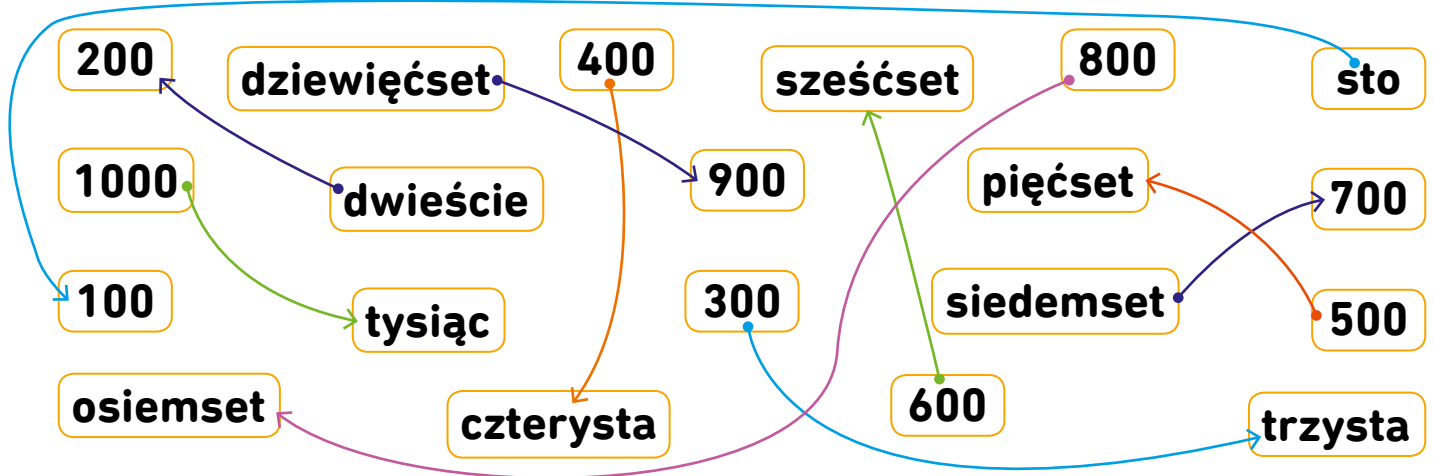 200
dziewięćset
400
sześćset
800
sto
1000
dwieście
900
pięćset
700
100
tysiąc
300
siedemset
500
osiemset
czterysta
600
trzysta